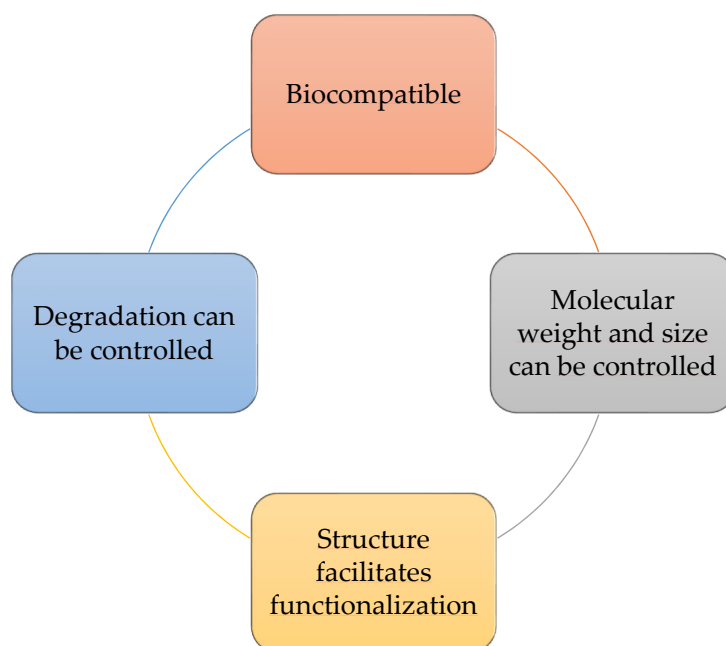 Biocompatible
Degradation can
be controlled
Molecular
weight and size
can be controlled
Structure
facilitates
functionalization